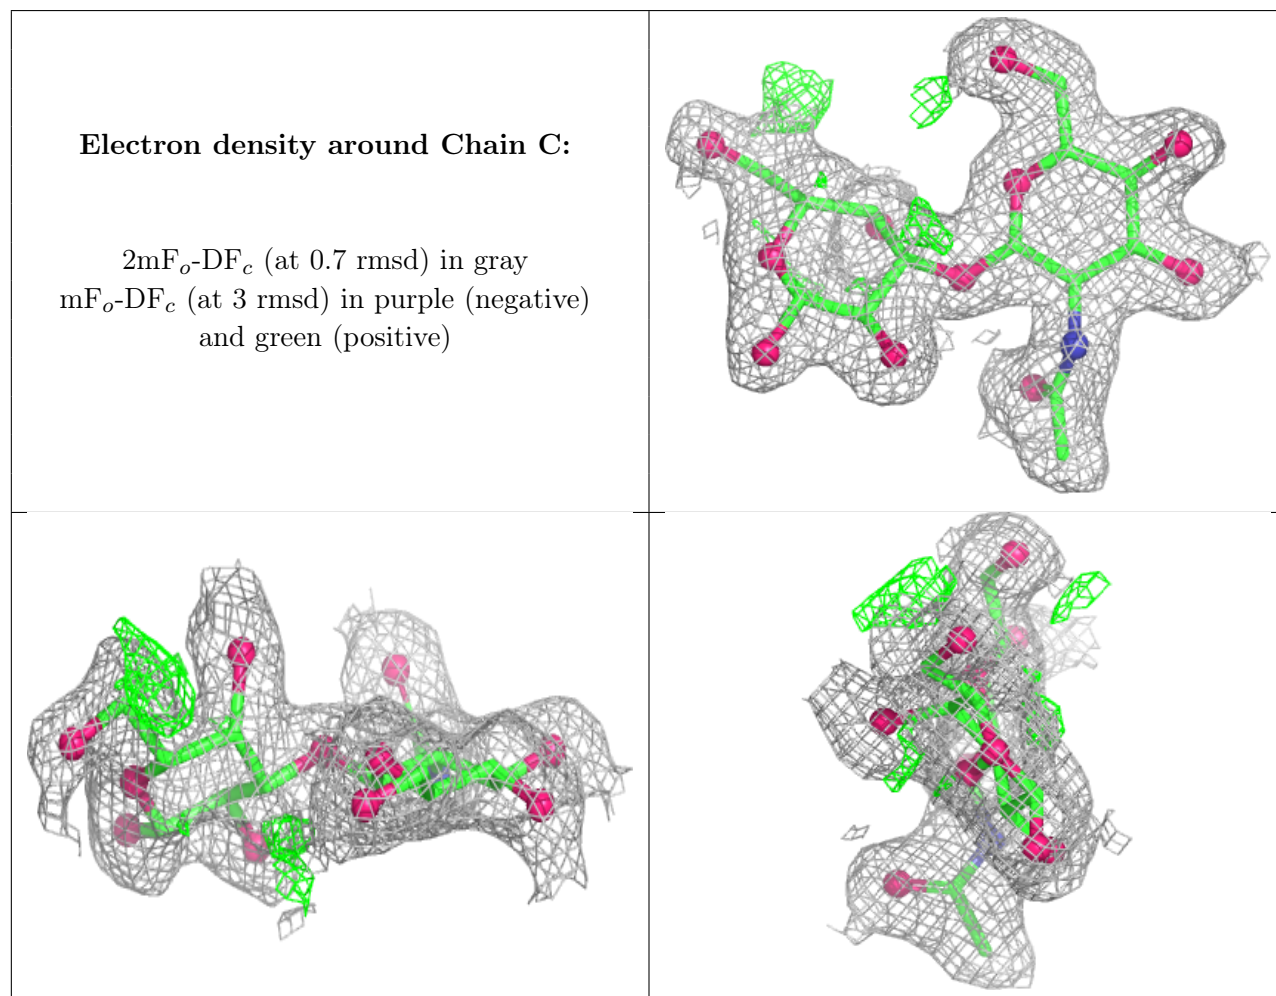 Electron density around Chain C:
2mFo-DFc (at 0.7 rmsd) in gray
mFo-DFc (at 3 rmsd) in purple (negative)
and green (positive)